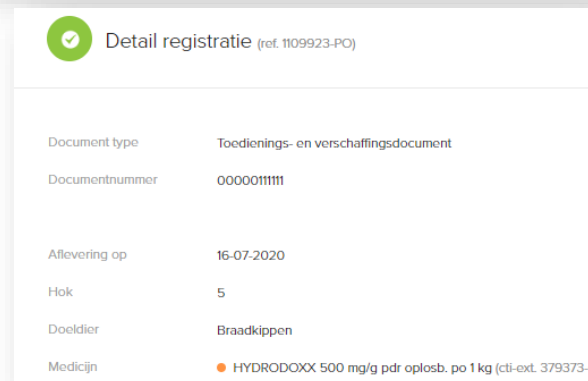 Detail registratie (ref. 1109923-PO)
Document type Toedienings- en verschaffingsdocument
Documentnummer 00000111111
Aflevering op 16-07-2020
Hok 5
Doeldier Braadkippen
Medicijn HYDRODOXX 500 mg/g pdr oplosb. po 1 kg (cti-ext. 379373-